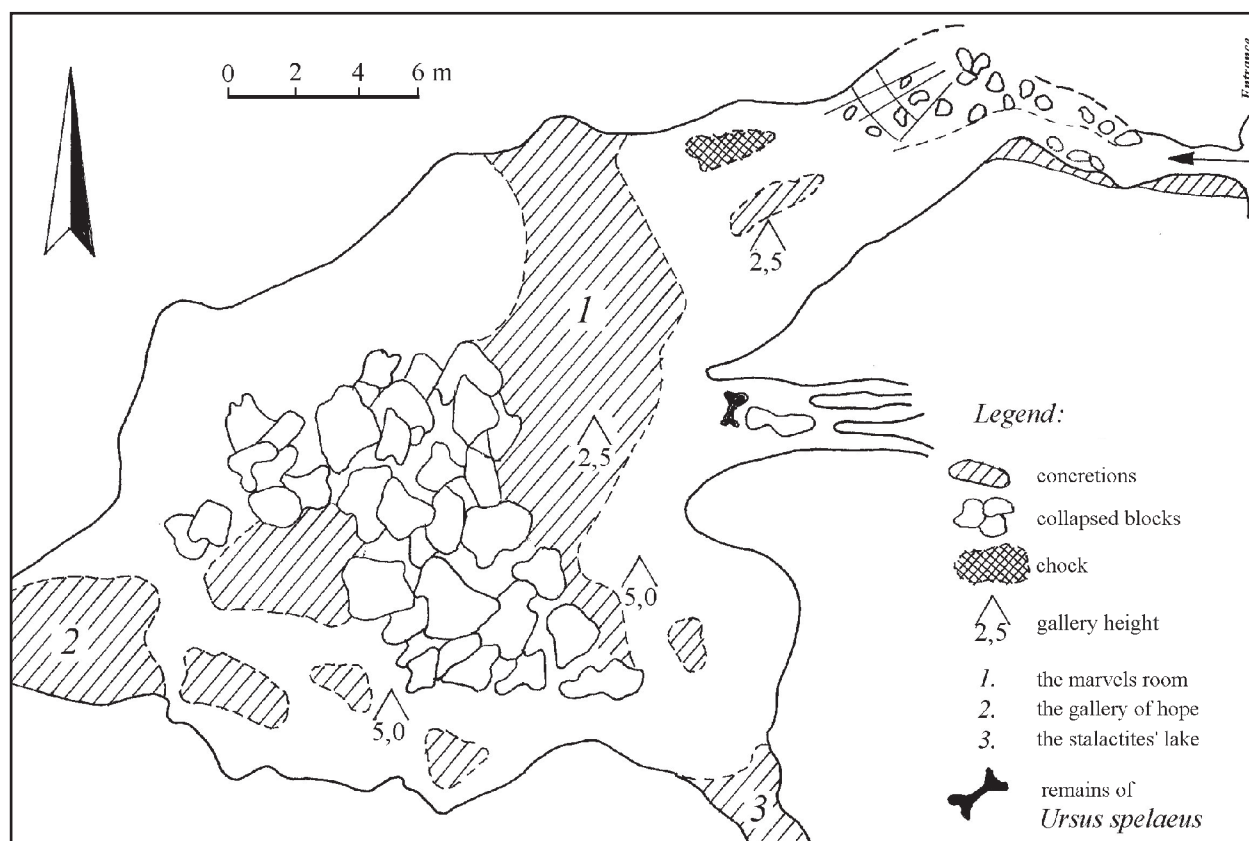 0 2 4 6 m
Entrance
2,5
1
2,5
5,0
2
5,0
3
Legend:
concretions
collapsed blocks
chock
2,5 gallery height
1. the marvels room
2. the gallery of hope
3. the stalactites' lake
remains of
Ursus spelaeus